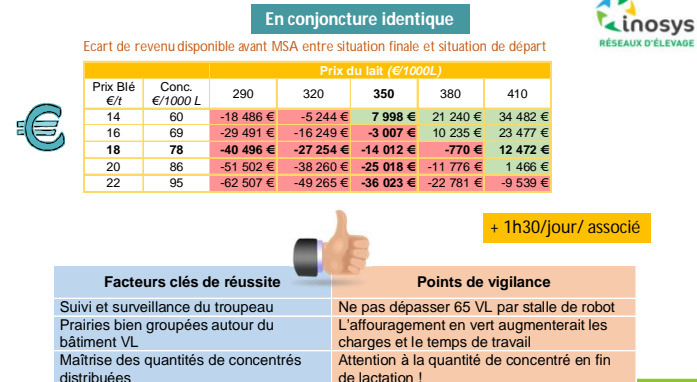 En conjoncture identique
inosys
RÉSEAUX D'ÉLEVAGE
Ecart de revenu disponible avant MSA entre situation finale et situation de départ
Prix du lait (€/1000L)
Prix Blé €/t Conc. €/1000 L 290 320 350 380 410
14 60 -18 486 € -5 244 € 7 998 € 21 240 € 34 482 €
16 69 -29 491 € -16 249 € -3 007 € 10 235 € 23 477 €
18 78 -40 496 € -27 254 € -14 012 € -770 € 12 472 €
20 86 -51 502 € -38 260 € -25 018 € -11 776 € 1 466 €
22 95 -62 507 € -49 265 € -36 023 € -22 781 € -9 539 €
+ 1h30/jour/ associé
Facteurs clés de réussite
Points de vigilance
Suivi et surveillance du troupeau
Ne pas dépasser 65 VL par stalle de robot
Prairies bien groupées autour du
bâtiment VL
L'affouragement en vert augmenterait les
charges et le temps de travail
Maîtrise des quantités de concentrés
distribuées
Attention à la quantité de concentré en fin
de lactation !